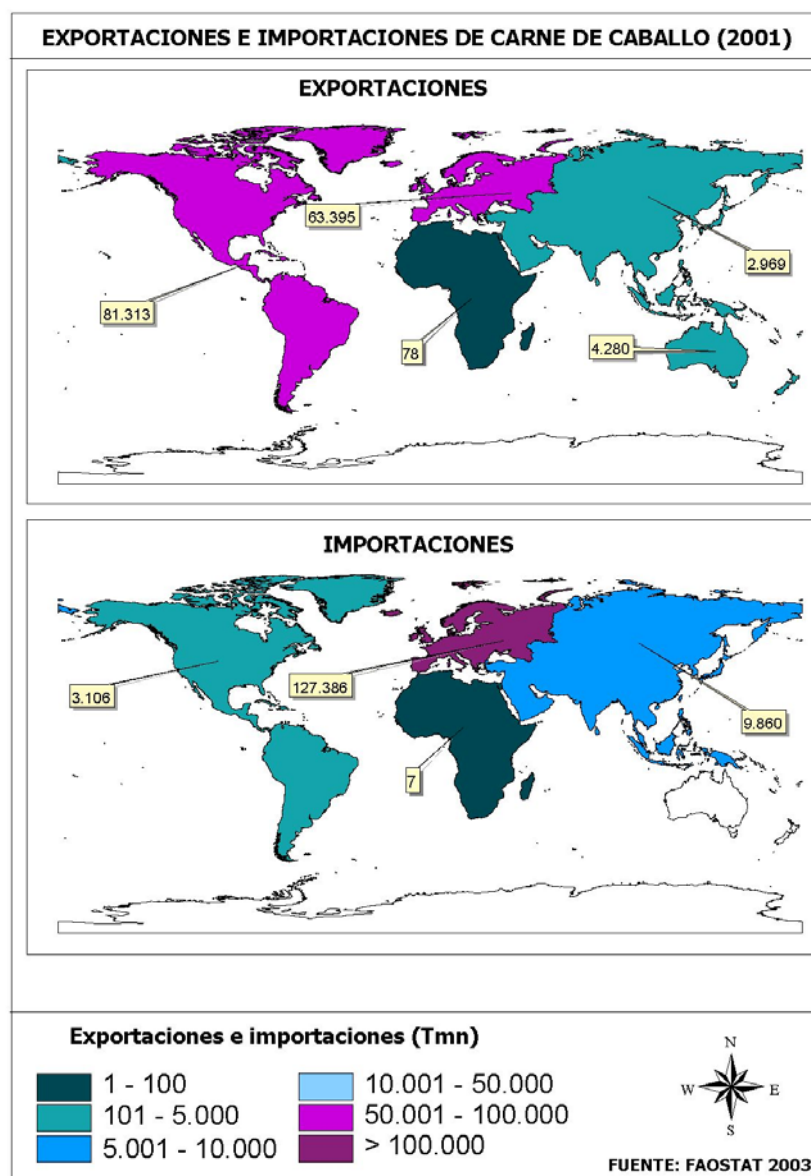 EXPORTACIONES E IMPORTACIONES DE CARNE DE CABALLO (2001)
EXPORTACIONES
63.395
2.969
81.313
78
4.280
IMPORTACIONES
3.106
127.386
9.860
7
Exportaciones e importaciones (Tmn)
1 - 100
101 - 5.000
5.001 - 10.000
10.001 - 50.000
50.001 - 100.000
> 100.000
N
W E
S
FUENTE: FAOSTAT 2003